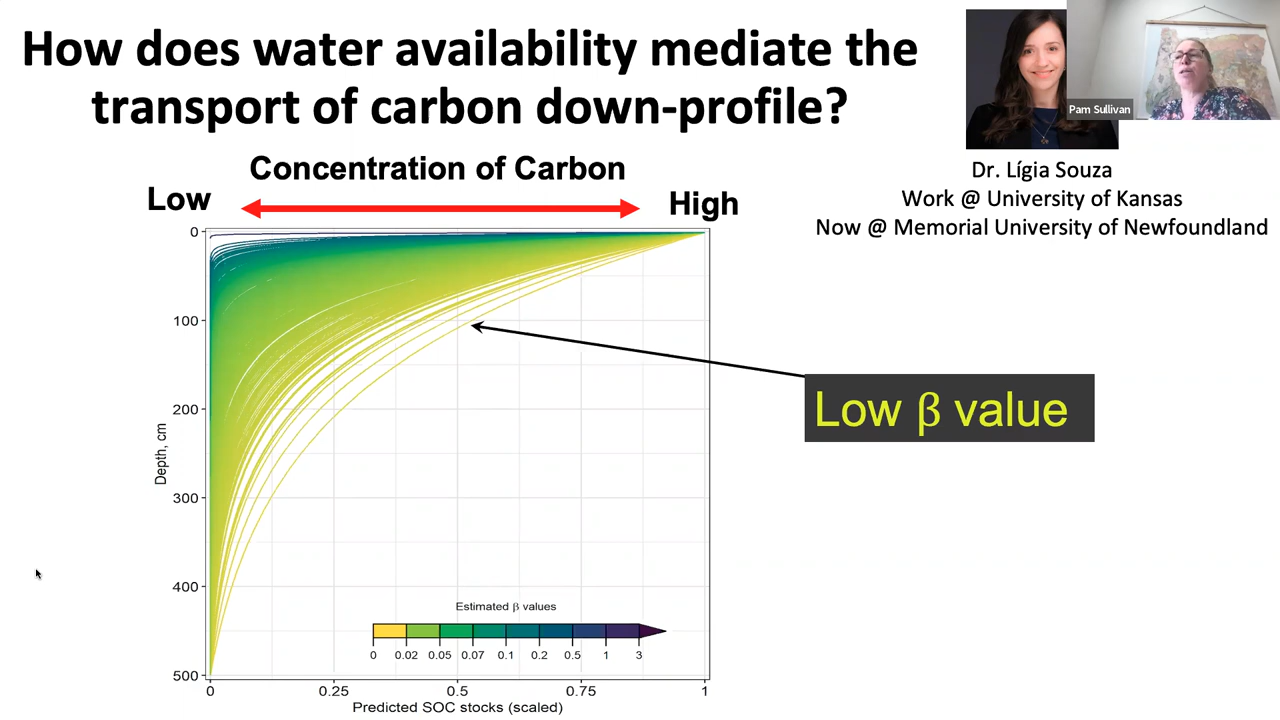 How does water availability mediate the
transport of carbon down-profile?
Pam Sullivan
Dr. Lígia Souza
Work @ University of Kansas
Now @ Memorial University of Newfoundland
Concentration of Carbon
Low
High
0
100
200
300
400
500
Depth, cm
Low β value
Estimated β values
0 0.02 0.05 0.07 0.1 0.2 0.5 1 3
0 0.25 0.5 0.75 1
Predicted SOC stocks (scaled)